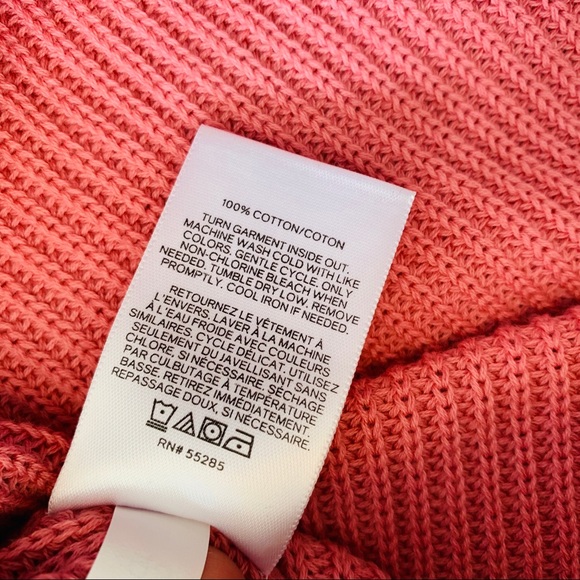 100% COTTON/COTON
TURN GARMENT INSIDE OUT.
MACHINE WASH COLD WITH LIKE
COLORS. GENTLE CYCLE. ONLY
NON-CHLORINE BLEACH WHEN
NEEDED. TUMBLE DRY LOW. REMOVE
PROMPTLY. COOL IRON IF NEEDED.
RETOURNEZ LE VÊTEMENT À
L'ENVERS. LAVER À LA MACHINE
À L'EAU FROIDE AVEC COULEURS
SIMILAIRES, CYCLE DÉLICAT. UTILISEZ
SEULEMENT DU JAVELLISANT SANS
CHLORE, SI NÉCESSAIRE. SÉCHAGE
PAR CULBUTAGE À TEMPÉRATURE
BASSE. RETIREZ IMMÉDIATEMENT.
REPASSAGE DOUX, SI NÉCESSAIRE.
RN# 55285